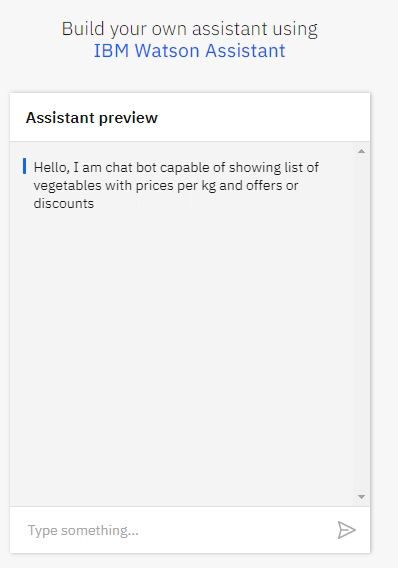 Build your own assistant using
IBM Watson Assistant
Assistant preview
Hello, I am chat bot capable of showing list of
vegetables with prices per kg and offers or
discounts
Type something...